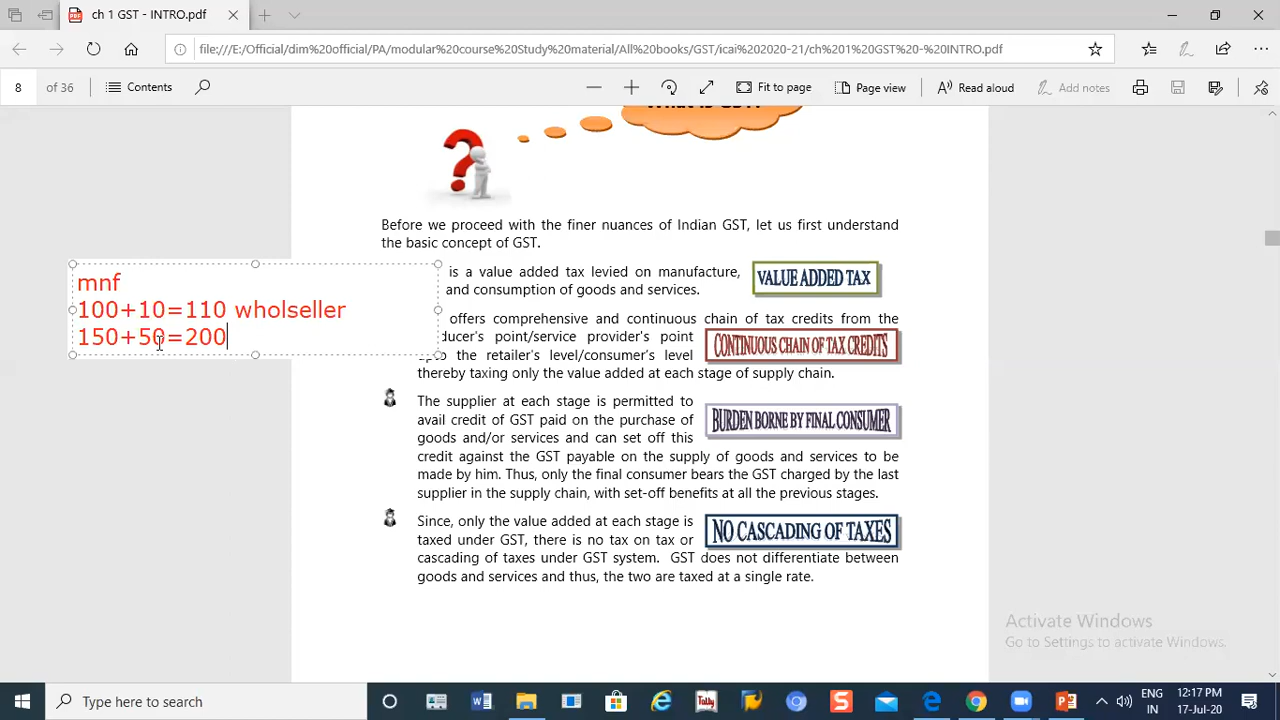 ch 1 GST - INTRO.pdf
file:///E:/Official/dim%20official/PA/modular%20course%20Study%20material/All%20books/GST/icai%202020-21/ch%201%20GST%20-%20INTRO.pdf
8 of 36 Contents Fit to page Page view Read aloud Add notes
What is GST?
Before we proceed with the finer nuances of Indian GST, let us first understand
the basic concept of GST.
is a value added tax levied on manufacture,
and consumption of goods and services.
VALUE ADDED TAX
mnf
100+10=110 wholseller
150+50=200
offers comprehensive and continuous chain of tax credits from the
ducer's point/service provider's point
upto the retailer's level/consumer's level
thereby taxing only the value added at each stage of supply chain.
CONTINUOUS CHAIN OF TAX CREDITS
The supplier at each stage is permitted to
avail credit of GST paid on the purchase of
goods and/or services and can set off this
credit against the GST payable on the supply of goods and services to be
made by him. Thus, only the final consumer bears the GST charged by the last
supplier in the supply chain, with set-off benefits at all the previous stages.
BURDEN BORNE BY FINAL CONSUMER
Since, only the value added at each stage is
taxed under GST, there is no tax on tax or
cascading of taxes under GST system. GST does not differentiate between
goods and services and thus, the two are taxed at a single rate.
NO CASCADING OF TAXES
Activate Windows
Go to Settings to activate Windows.
Type here to search
Tally
ENG
IN
12:17 PM
17-Jul-20